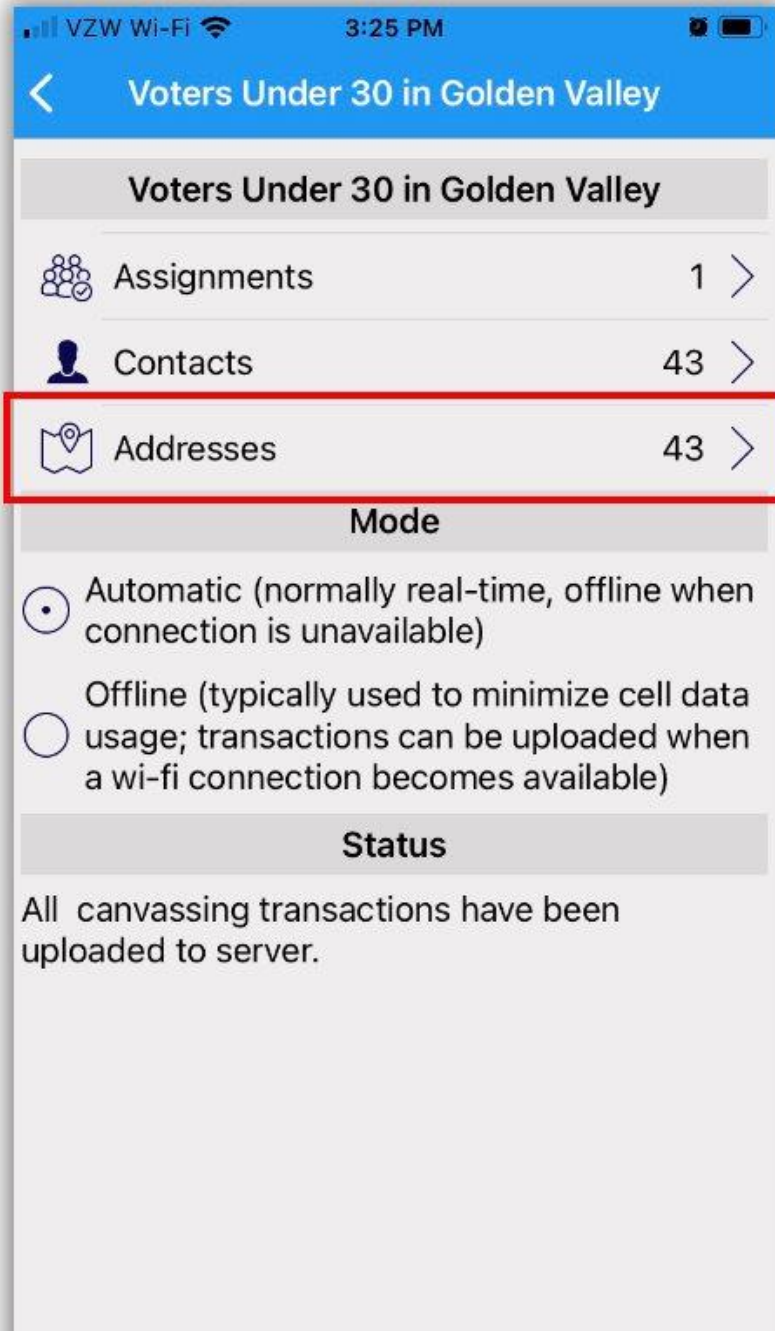 VZW Wi-Fi 3:25 PM
Voters Under 30 in Golden Valley
Voters Under 30 in Golden Valley
Assignments 1
Contacts 43
Addresses 43
Mode
Automatic (normally real-time, offline when
connection is unavailable)
Offline (typically used to minimize cell data
usage; transactions can be uploaded when
a wi-fi connection becomes available)
Status
All canvassing transactions have been
uploaded to server.